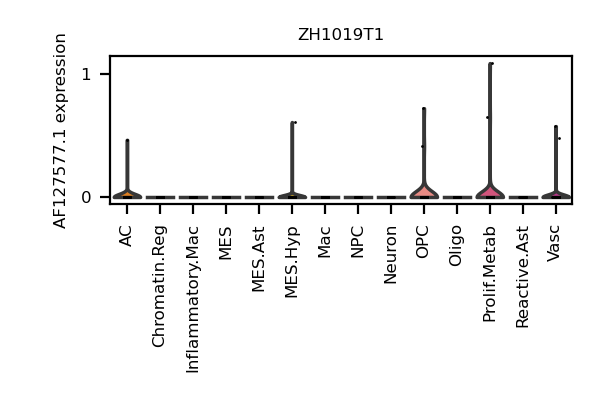 ZH1019T1
AF127577.1 expression
1
0
AC
Chromatin.Reg
Inflammatory.Mac
MES
MES.Ast
MES.Hyp
Mac
NPC
Neuron
OPC
Oligo
Prolif.Metab
Reactive.Ast
Vasc